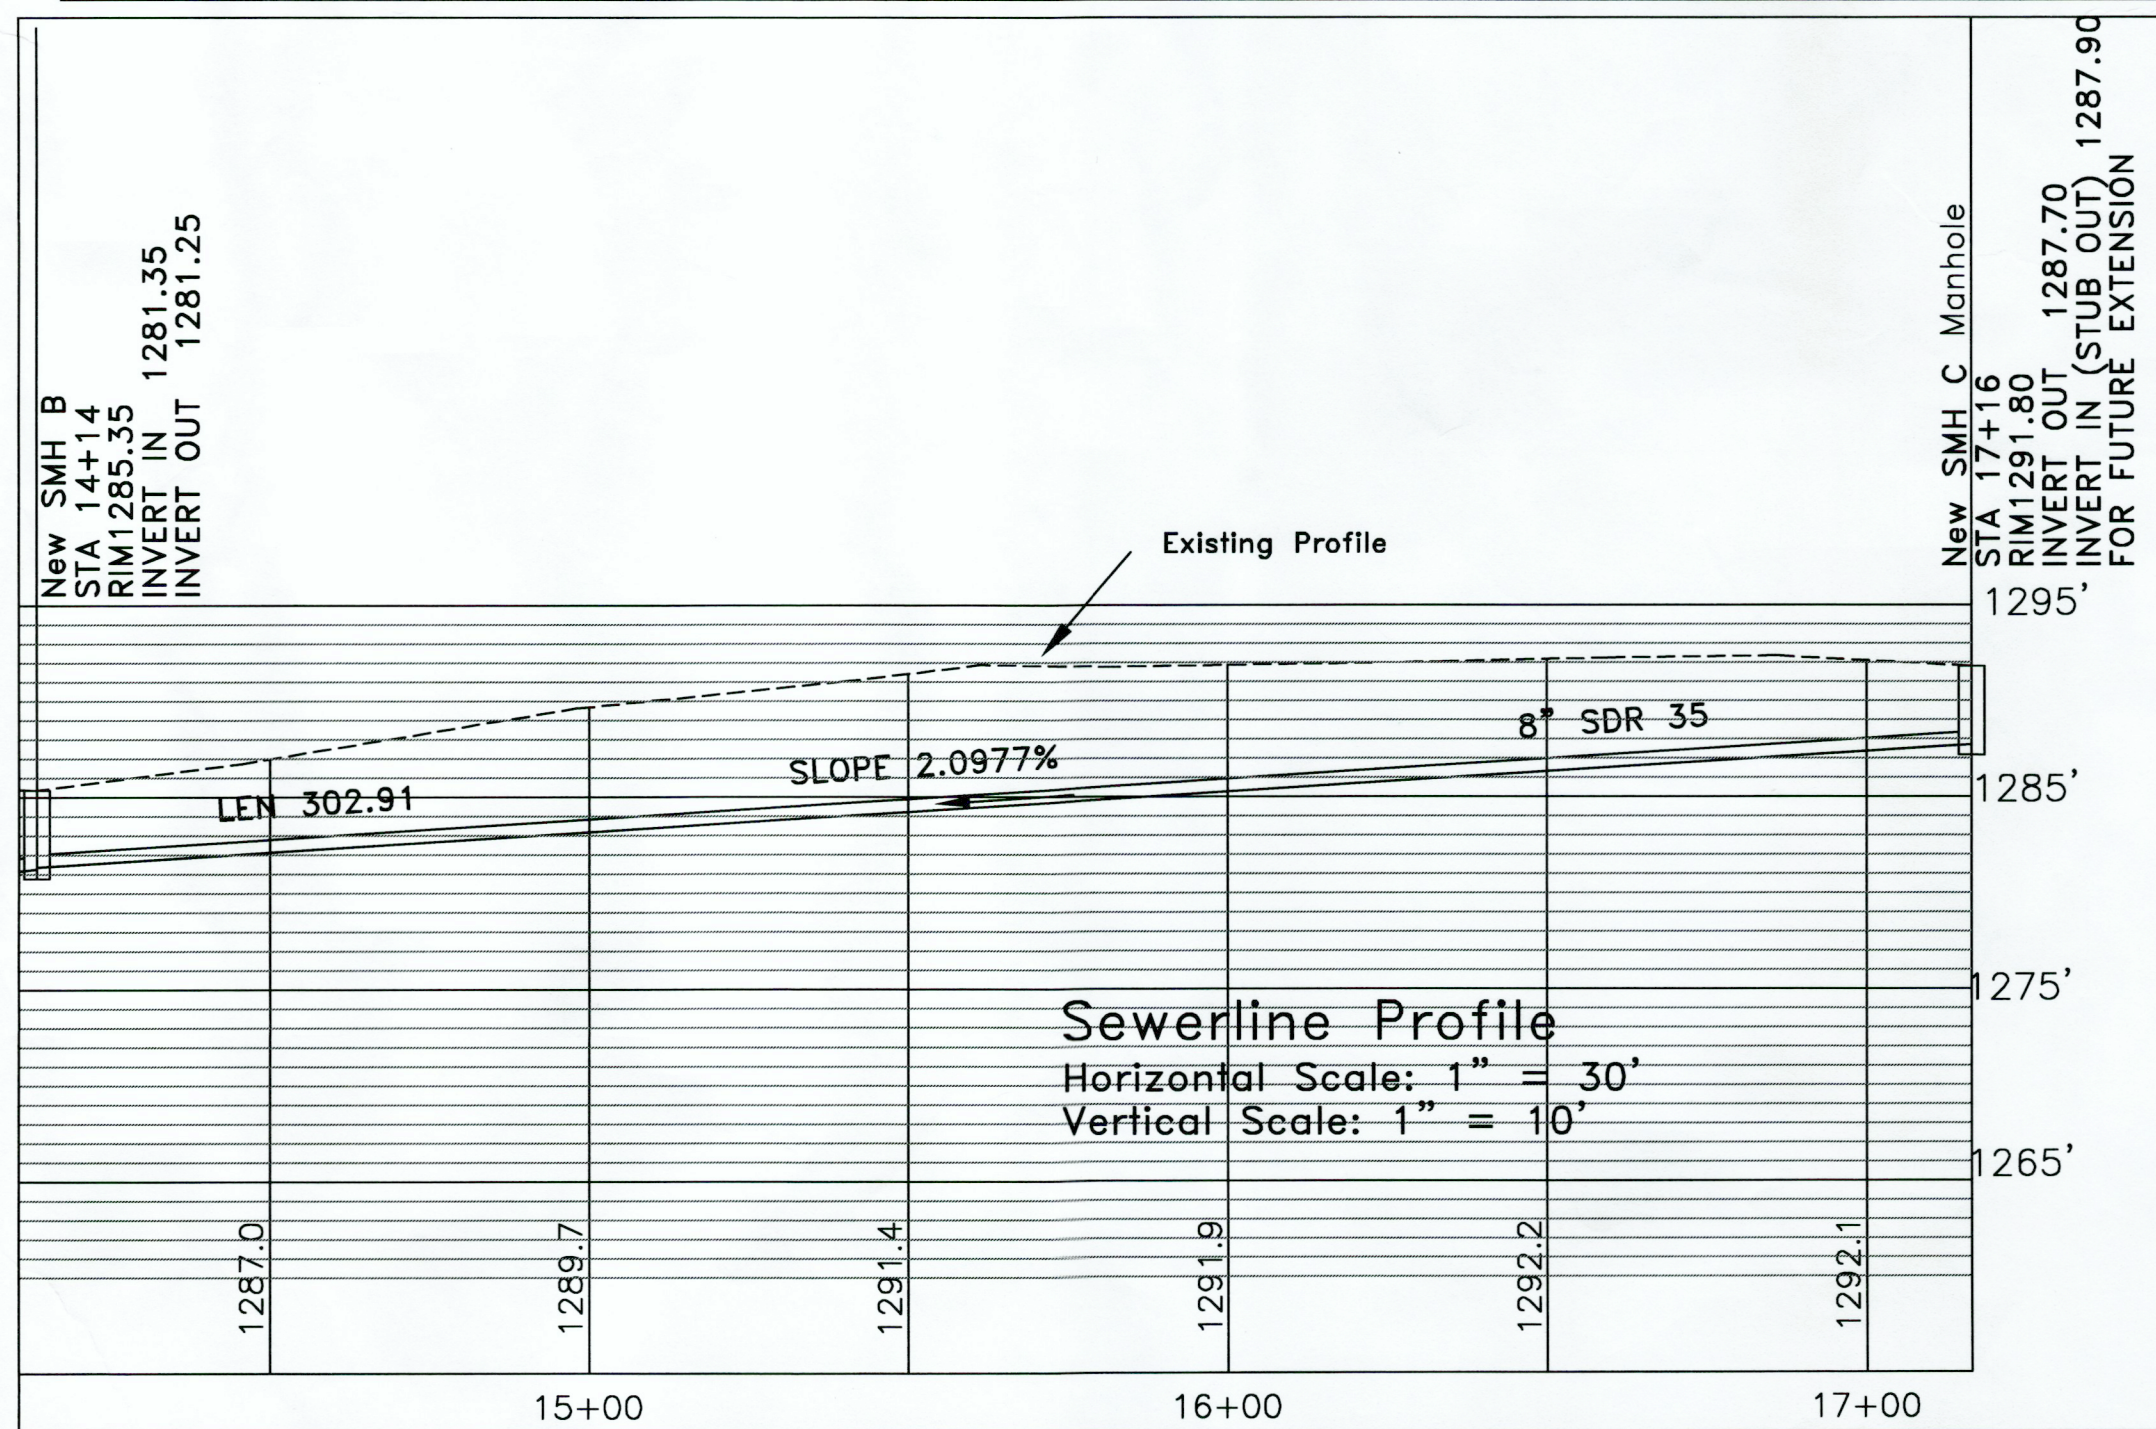 New SMH B
STA 14+14
RIM1285.35
INVERT IN 1281.35
INVERT OUT 1281.25
New SMH C Manhole
STA 17+16
RIM1291.80
INVERT OUT 1287.70
INVERT IN (STUB OUT) 1287.90
FOR FUTURE EXTENSION
Existing Profile
1295'
8" SDR 35
SLOPE 2.0977%
1285'
LEN 302.91
1275'
Sewerline Profile
Horizontal Scale: 1" = 30'
Vertical Scale: 1" = 10'
1265'
1287.0
1289.7
1291.4
1291.9
1292.2
1292.1
15+00
16+00
17+00